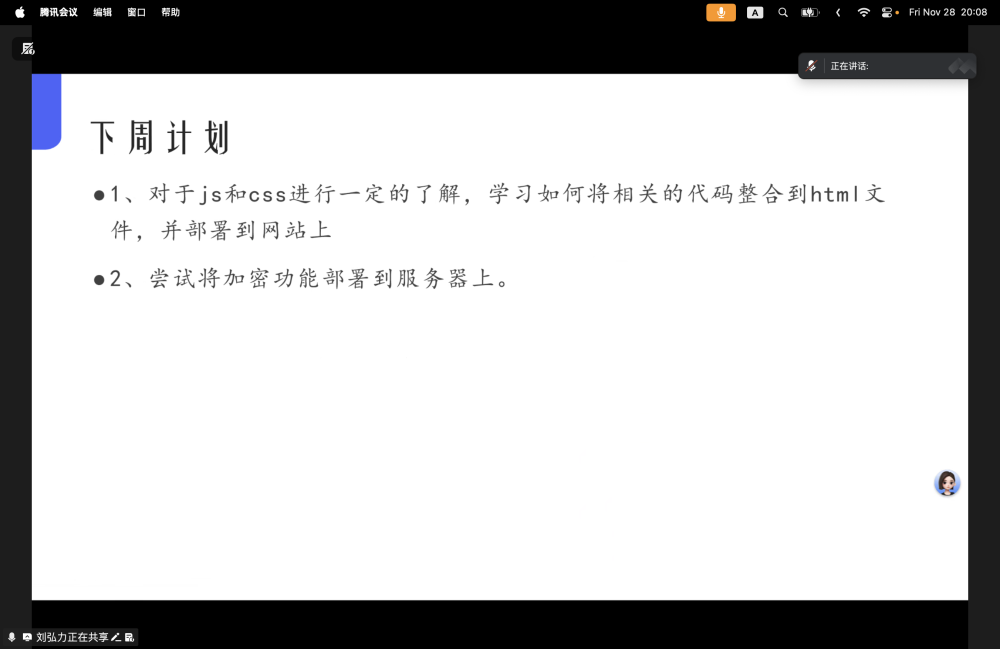 腾讯会议 编辑 窗口 帮助 A Fri Nov 28 20:08
正在讲话:
下周计划
●1、对于js和css进行一定的了解，学习如何将相关的代码整合到html文
件，并部署到网站上
●2、尝试将加密功能部署到服务器上。
刘弘力正在共享